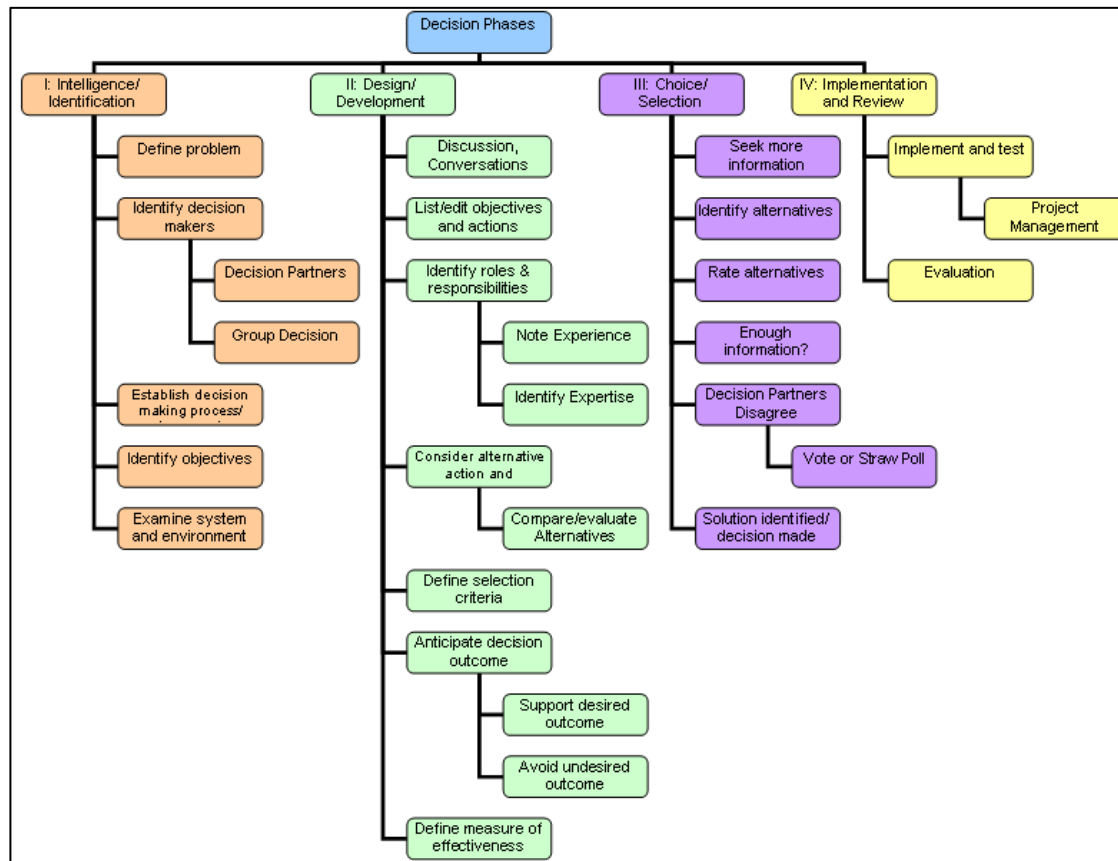 Decision Phases
I: Intelligence/
Identification
Define problem
Identify decision
makers
Decision Partners
Group Decision
Establish decision
making process/
Identify objectives
Examine system
and environment
II: Design/
Development
Discussion,
Conversations
List/edit objectives
and actions
Identify roles &
responsibilities
Note Experience
Identify Expertise
Consider alternative
action and
Compare/evaluate
Alternatives
Define selection
criteria
Anticipate decision
outcome
Support desired
outcome
Avoid undesired
outcome
Define measure of
effectiveness
III: Choice/
Selection
Seek more
information
Identify alternatives
Rate alternatives
Enough
information?
Decision Partners
Disagree
Vote or Straw Poll
Solution identified/
decision made
IV: Implementation
and Review
Implement and test
Project
Management
Evaluation